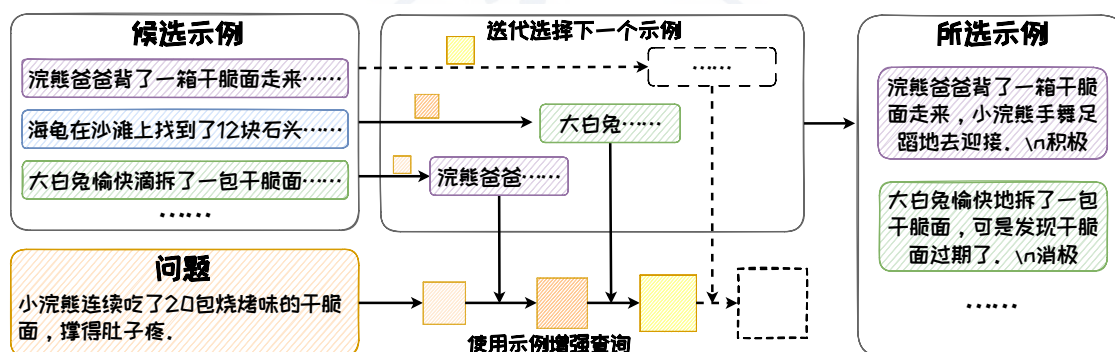 候选示例
浣熊爸爸背了一箱干脆面走来……
海龟在沙滩上找到了12块石头……
大白兔愉快滴拆了一包干脆面……
……
问题
小浣熊连续吃了20包烧烤味的干脆
面，撑得肚子疼.
迭代选择下一个示例
……
大白兔……
浣熊爸爸……
使用示例增强查询
所选示例
浣熊爸爸背了一箱干脆
面走来，小浣熊手舞足
蹈地去迎接. \n积极
大白兔愉快地拆了一包
干脆面，可是发现干脆
面过期了. \n消极
……